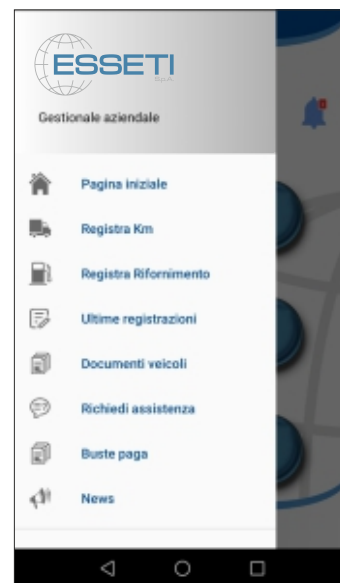 ESSETI
S.p.A.
Gestionale aziendale
Pagina iniziale
Registra Km
Registra Rifornimento
Ultime registrazioni
Documenti veicoli
Richiedi assistenza
Buste paga
News